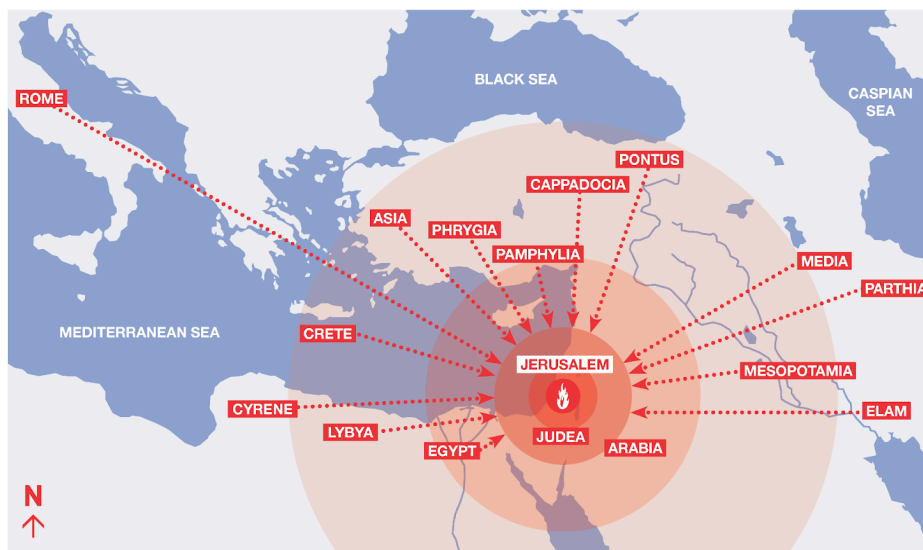 BLACK SEA
CASPIAN
SEA
ROME
PONTUS
CAPPADOCIA
ASIA
PHRYGIA
PAMPHYLIA
MEDIA
PARTHIA
MEDITERRANEAN SEA
CRETE
JERUSALEM
MESOPOTAMIA
CYRENE
ELAM
LYBYA
JUDEA
EGYPT
ARABIA
N